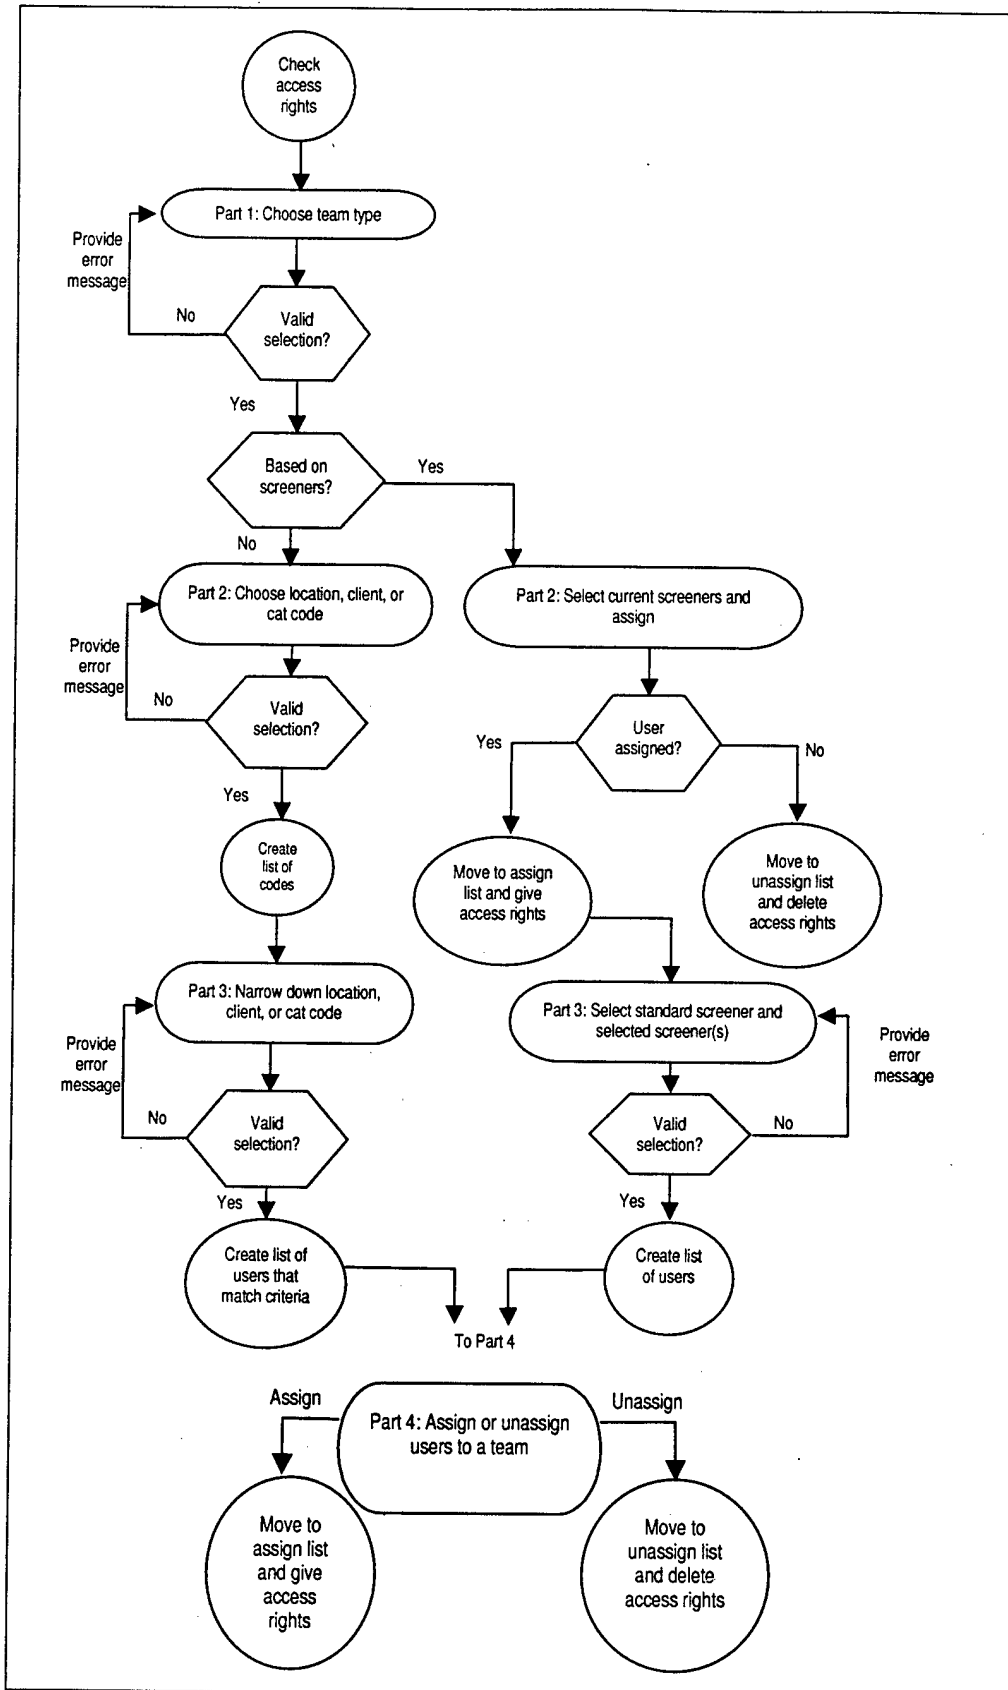 Check
access
rights
Part 1: Choose team type
Provide
error
message
No
Valid
selection?
Yes
Based on
screeners?
Yes
No
Part 2: Choose location, client, or
cat code
Part 2: Select current screeners and
assign
Provide
error
message
No
Valid
selection?
Yes
User
assigned?
No
Yes
Create
list of
codes
Move to assign
list and give
access rights
Move to
unassign list
and delete
access rights
Part 3: Narrow down location,
client, or cat code
Part 3: Select standard screener and
selected screener(s)
Provide
error
message
Provide
error
message
No
Valid
selection?
Valid
selection?
No
Yes
Yes
Create list of
users that
match criteria
Create list
of users
To Part 4
Assign
Part 4: Assign or unassign
users to a team
Unassign
Move to
assign list
and give
access
rights
Move to
unassign list
and delete
access rights